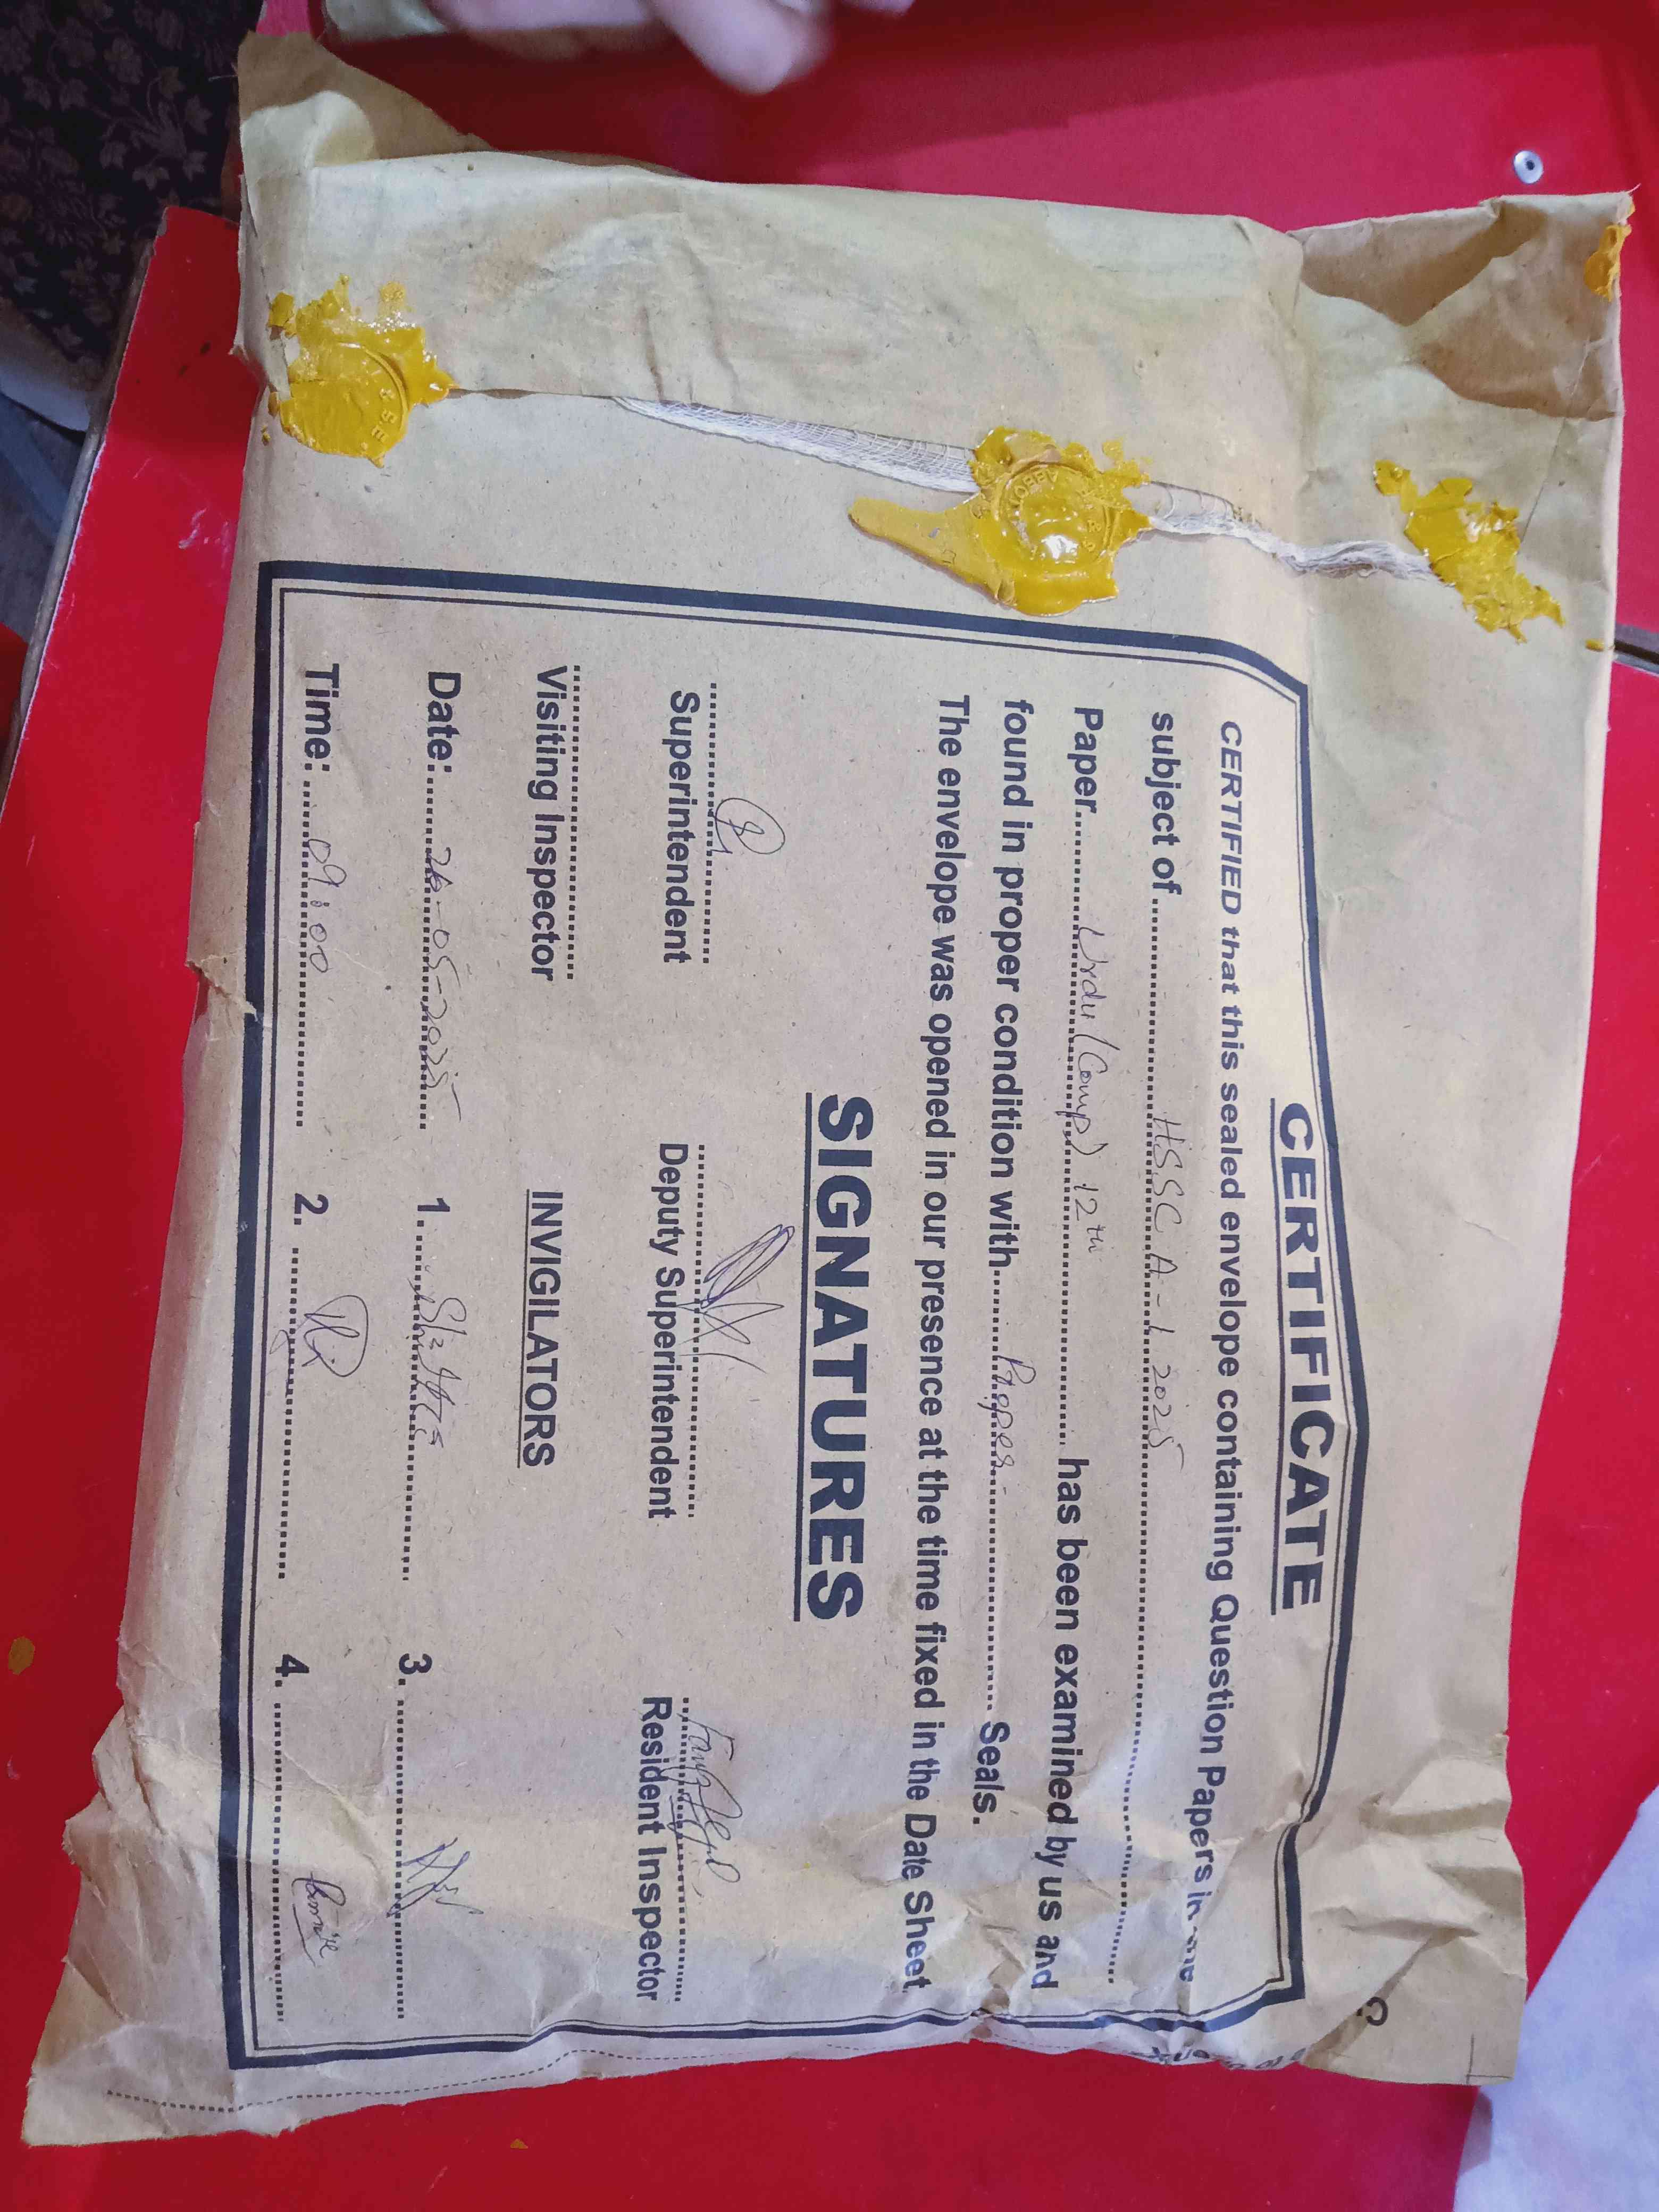 CERTIFICATE
CERTIFIED that this sealed envelope containing Question Papers in the
subject of.......... HSSC A-I 2025 ..........
Paper.......... Urdu (Comp) 12th .......... has been examined by us and
found in proper condition with.......... Paper .......... Seals.
The envelope was opened in our presence at the time fixed in the Date Sheet
SIGNATURES
Superintendent Deputy Superintendent Resident Inspector
Visiting Inspector INVIGILATORS
Date:.......... 26-05-2025 1. .......... 3. ..........
Time:.......... 09:00 2. .......... 4. ..........